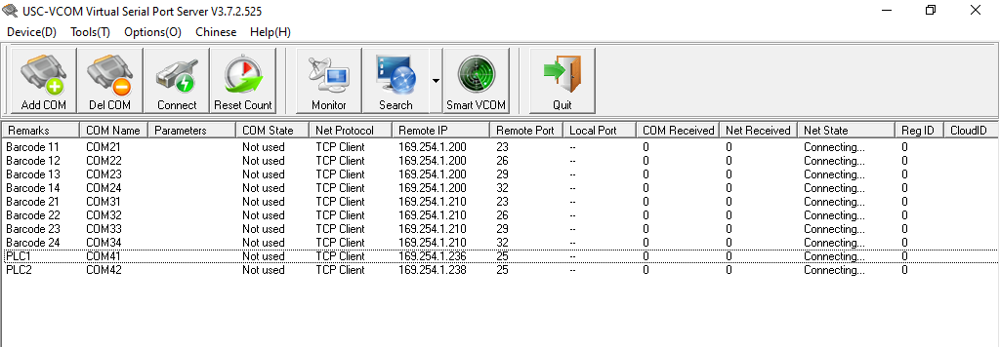 USC-VCOM Virtual Serial Port Server V3.7.2.525
Device(D) Tools(T) Options(O) Chinese Help(H)
Add COM Del COM Connect Reset Count Monitor Search Smart VCOM Quit
Remarks COM Name Parameters COM State Net Protocol Remote IP Remote Port Local Port COM Received Net Received Net State Reg ID CloudID
Barcode 11 COM21 Not used TCP Client 169.254.1.200 23 -- 0 0 Connecting... 0
Barcode 12 COM22 Not used TCP Client 169.254.1.200 26 -- 0 0 Connecting... 0
Barcode 13 COM23 Not used TCP Client 169.254.1.200 29 -- 0 0 Connecting... 0
Barcode 14 COM24 Not used TCP Client 169.254.1.200 32 -- 0 0 Connecting... 0
Barcode 21 COM31 Not used TCP Client 169.254.1.210 23 -- 0 0 Connecting... 0
Barcode 22 COM32 Not used TCP Client 169.254.1.210 26 -- 0 0 Connecting... 0
Barcode 23 COM33 Not used TCP Client 169.254.1.210 29 -- 0 0 Connecting... 0
Barcode 24 COM34 Not used TCP Client 169.254.1.210 32 -- 0 0 Connecting... 0
PLC1 COM41 Not used TCP Client 169.254.1.236 25 -- 0 0 Connecting... 0
PLC2 COM42 Not used TCP Client 169.254.1.238 25 -- 0 0 Connecting... 0